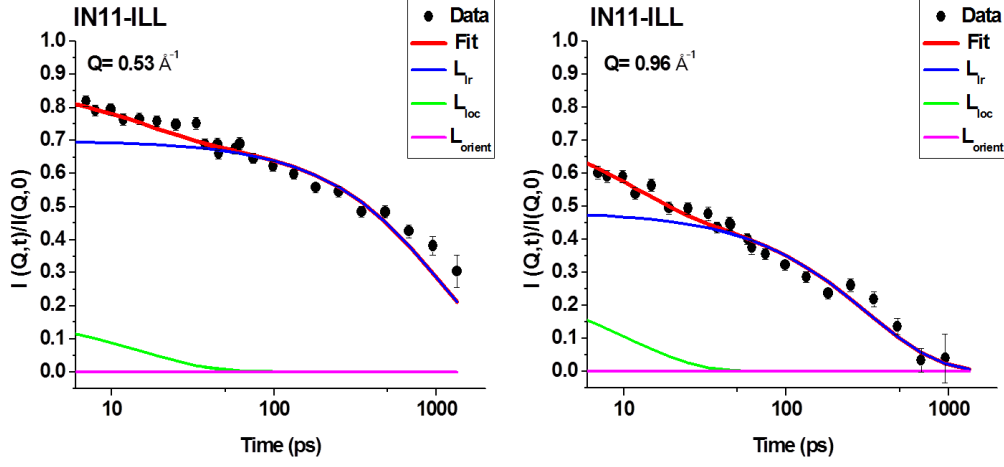 IN11-ILL
Q= 0.53 Å⁻¹
Data
Fit
L_lr
L_loc
L_orient
I (Q,t)/I(Q,0)
1.0
0.9
0.8
0.7
0.6
0.5
0.4
0.3
0.2
0.1
0.0
10
100
1000
Time (ps)
IN11-ILL
Q= 0.96 Å⁻¹
Data
Fit
L_lr
L_loc
L_orient
I (Q,t)/I(Q,0)
1.0
0.9
0.8
0.7
0.6
0.5
0.4
0.3
0.2
0.1
0.0
10
100
1000
Time (ps)